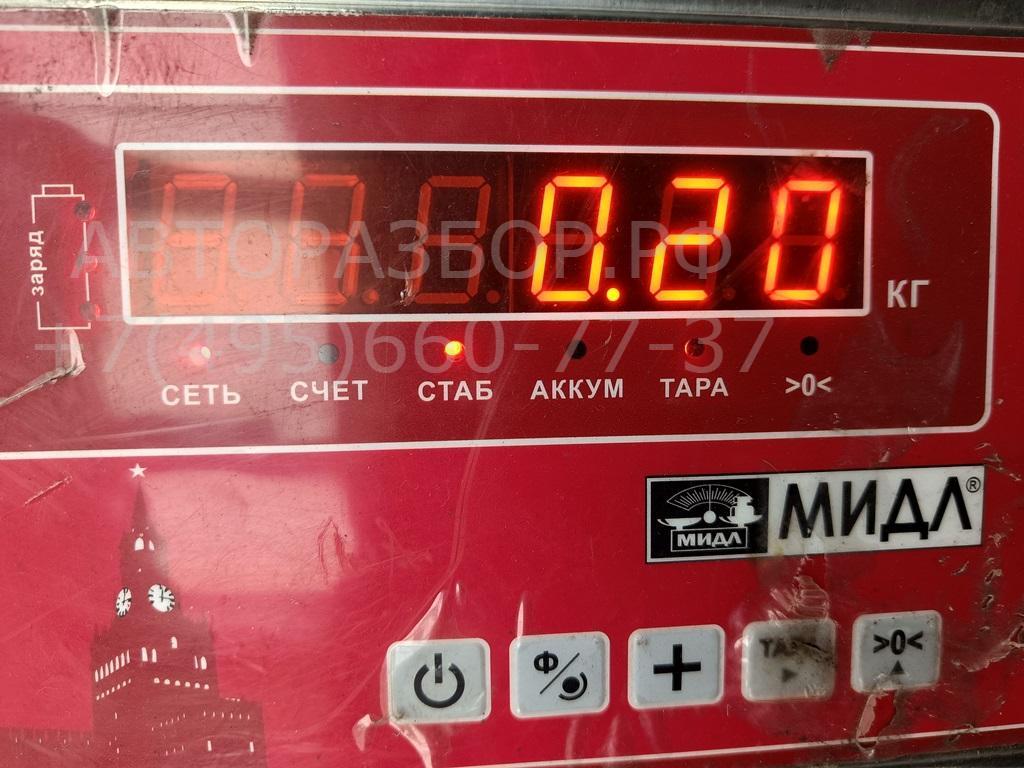 заряд
0.20
КГ
АВТОРАЗБОР.РФ
+7(495)660-77-37
СЕТЬ СЧЕТ СТАБ АККУМ ТАРА >0<
МИДЛ МИДЛ®
Ф >0<